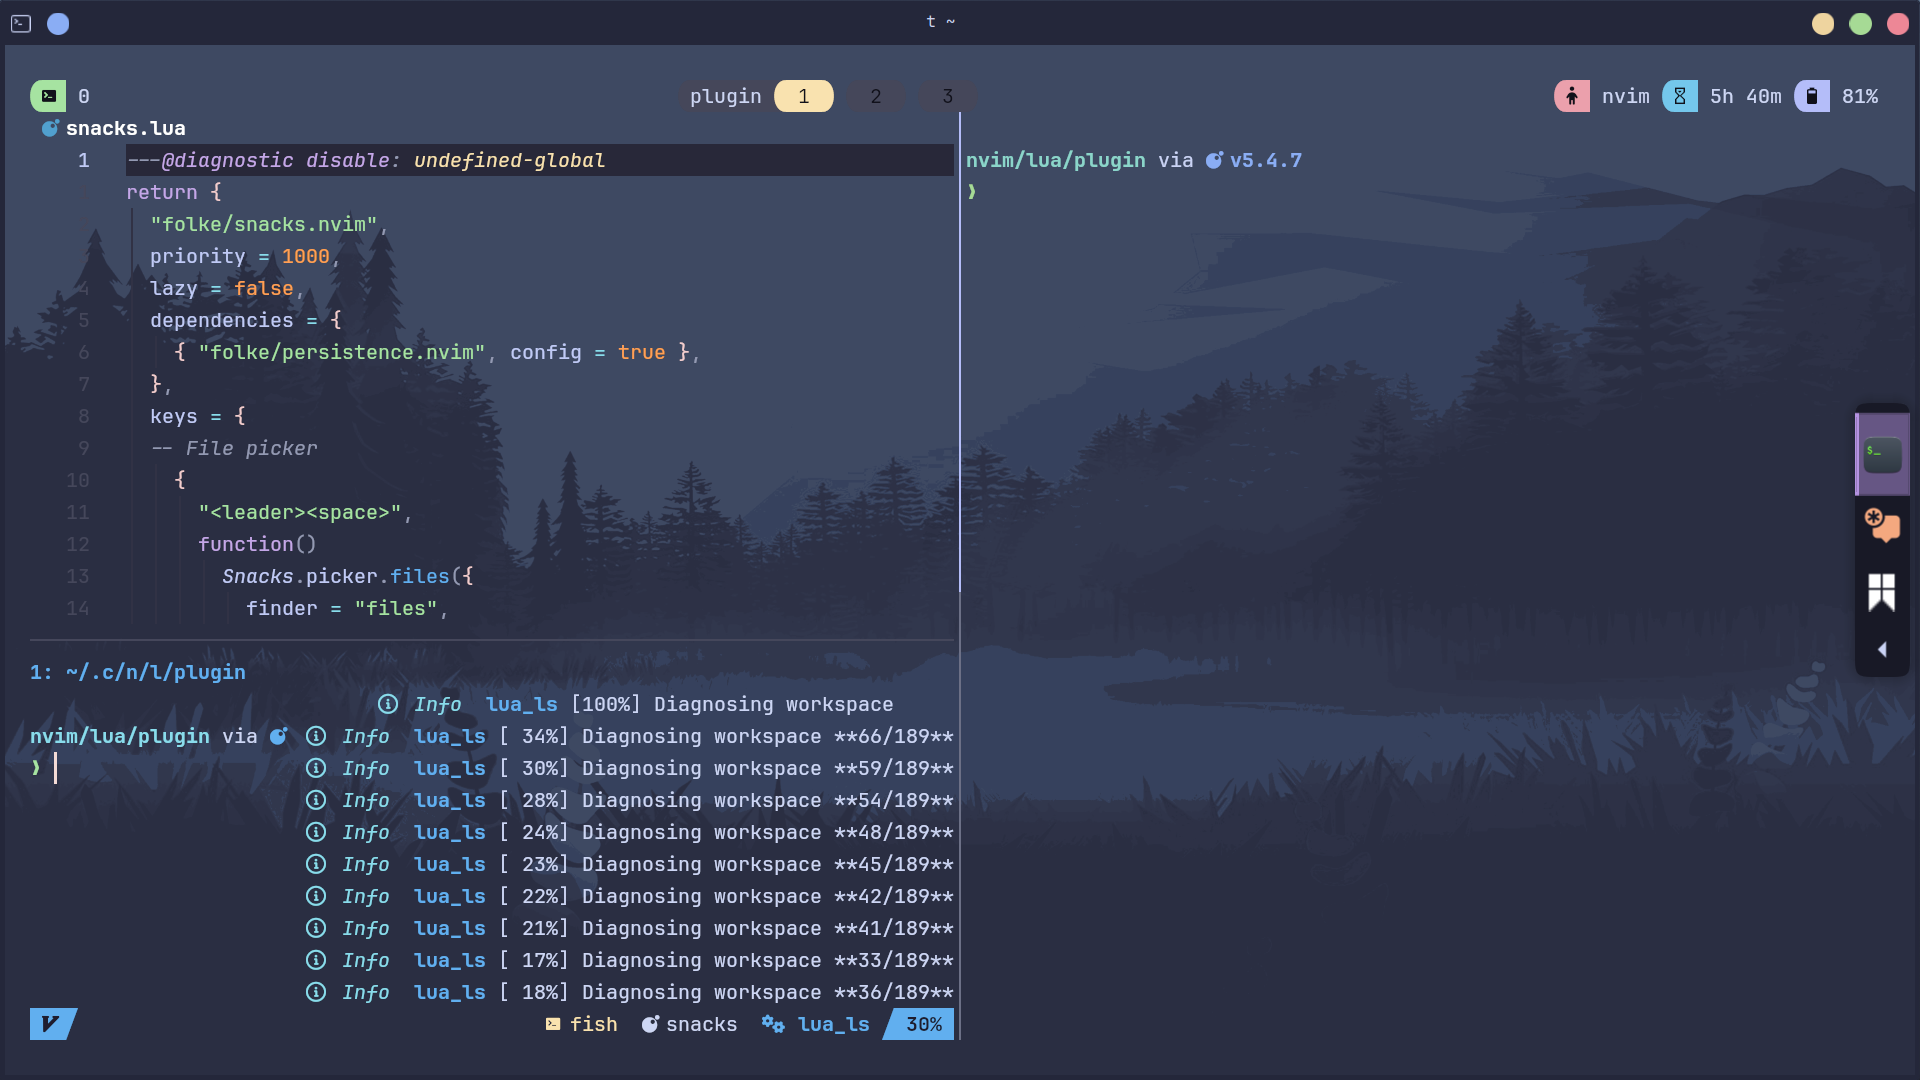 t ~
0
plugin 1 2 3
nvim 5h 40m 81%
snacks.lua
1 ---@diagnostic disable: undefined-global
return {
"folke/snacks.nvim",
priority = 1000,
4 lazy = false,
5 dependencies = {
6 { "folke/persistence.nvim", config = true },
7 },
8 keys = {
9 -- File picker
10 {
11 "<leader><space>",
12 function()
13 Snacks.picker.files({
14 finder = "files",
1: ~/.c/n/l/plugin
Info lua_ls [100%] Diagnosing workspace
nvim/lua/plugin via Info lua_ls [ 34%] Diagnosing workspace **66/189**
❫ Info lua_ls [ 30%] Diagnosing workspace **59/189**
Info lua_ls [ 28%] Diagnosing workspace **54/189**
Info lua_ls [ 24%] Diagnosing workspace **48/189**
Info lua_ls [ 23%] Diagnosing workspace **45/189**
Info lua_ls [ 22%] Diagnosing workspace **42/189**
Info lua_ls [ 21%] Diagnosing workspace **41/189**
Info lua_ls [ 17%] Diagnosing workspace **33/189**
Info lua_ls [ 18%] Diagnosing workspace **36/189**
fish snacks lua_ls 30%
nvim/lua/plugin via v5.4.7
❫
$_